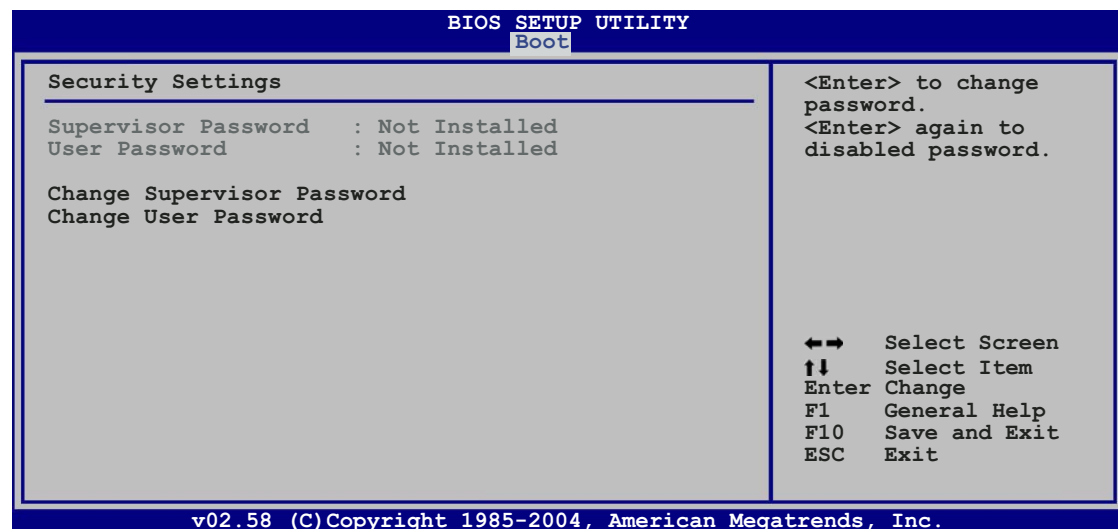 BIOS SETUP UTILITY
Boot
Security Settings
Supervisor Password : Not Installed
User Password : Not Installed
Change Supervisor Password
Change User Password
<Enter> to change
password.
<Enter> again to
disabled password.
←→ Select Screen
↑↓ Select Item
Enter Change
F1 General Help
F10 Save and Exit
ESC Exit
v02.58 (C)Copyright 1985-2004, American Megatrends, Inc.